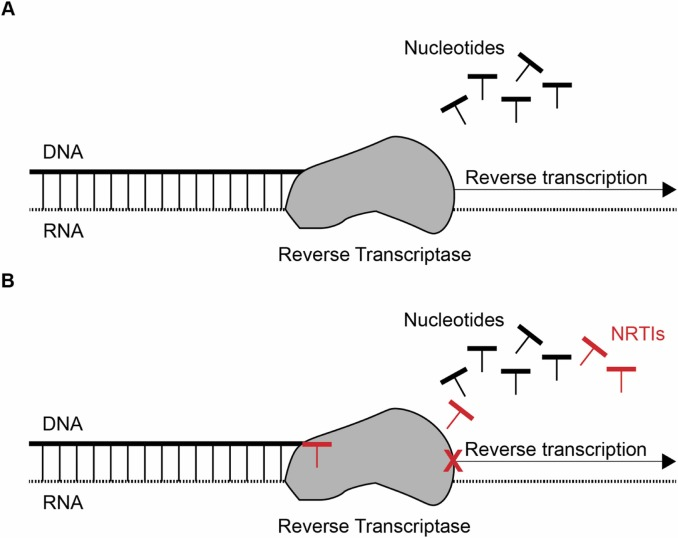 A
Nucleotides
DNA
Reverse transcription
RNA
Reverse Transcriptase
B
Nucleotides
NRTIs
DNA
X Reverse transcription
RNA
Reverse Transcriptase